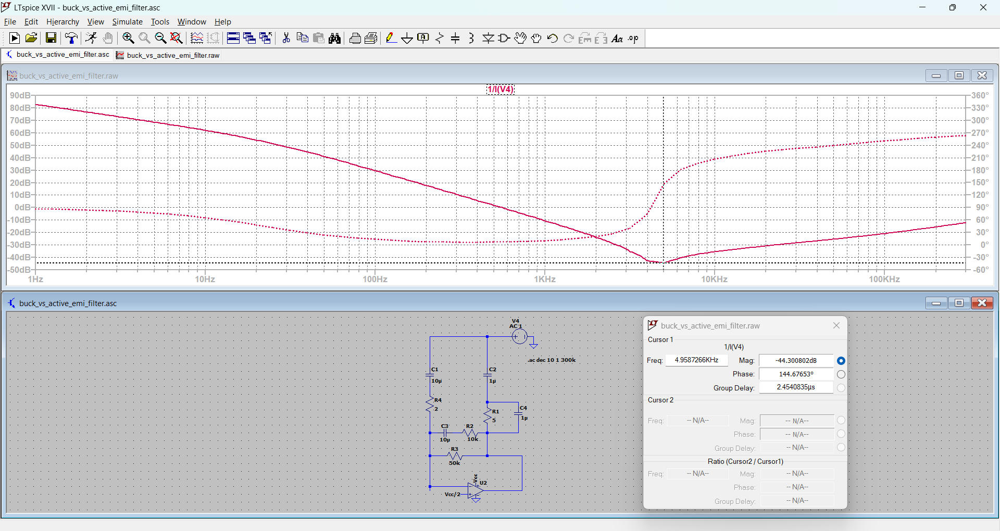 LTspice XVII - buck_vs_active_emi_filter.asc
File Edit Hierarchy View Simulate Tools Window Help
Aa .op
buck_vs_active_emi_filter.asc buck_vs_active_emi_filter.raw
buck_vs_active_emi_filter.raw
1/I(V4)
90dB 360°
80dB 330°
70dB 300°
60dB 270°
50dB 240°
40dB 210°
30dB 180°
20dB 150°
10dB 120°
0dB 90°
-10dB 60°
-20dB 30°
-30dB 0°
-40dB -30°
-50dB -60°
1Hz 10Hz 100Hz 1KHz 10KHz 100KHz
buck_vs_active_emi_filter.asc
V4
AC 1
.ac dec 10 1 300k
C1
10µ
C2
1µ
R4
2
R1
5
C4
1µ
C3
10µ
R2
10k
R3
50k
Vcc
U2
Vcc/2
buck_vs_active_emi_filter.raw
Cursor 1
1/I(V4)
Freq: 4.9587266KHz Mag: -44.300802dB
Phase: 144.67653°
Group Delay: 2.4540835µs
Cursor 2
Freq: -- N/A-- Mag: -- N/A--
Phase: -- N/A--
Group Delay: -- N/A--
Ratio (Cursor2 / Cursor1)
Freq: -- N/A-- Mag: -- N/A--
Phase: -- N/A--
Group Delay: -- N/A--